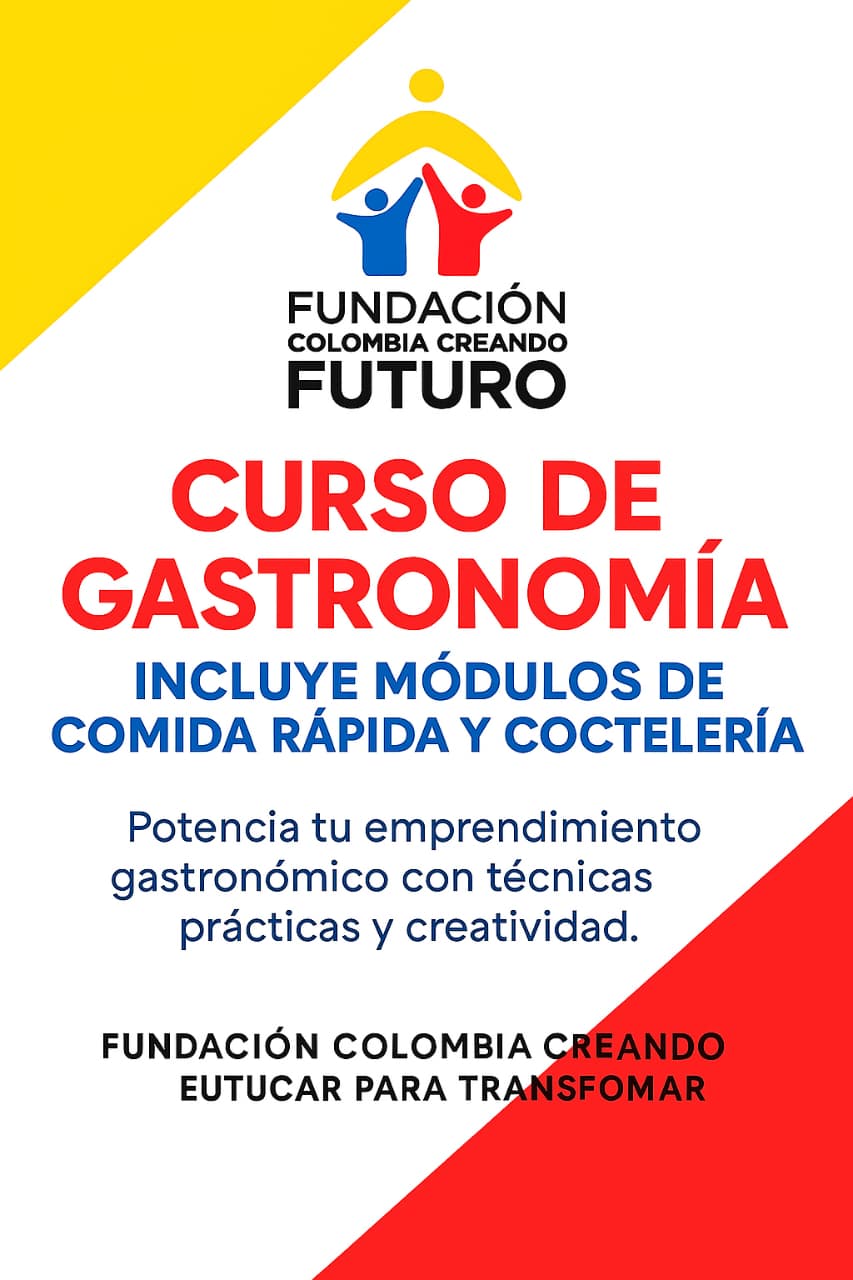 FUNDACIÓN
COLOMBIA CREANDO
FUTURO
CURSO DE
GASTRONOMÍA
INCLUYE MÓDULOS DE
COMIDA RÁPIDA Y COCTELERÍA
Potencia tu emprendimiento
gastronómico con técnicas
prácticas y creatividad.
FUNDACIÓN COLOMBIA CREANDO
EUTUCAR PARA TRANSFOMAR